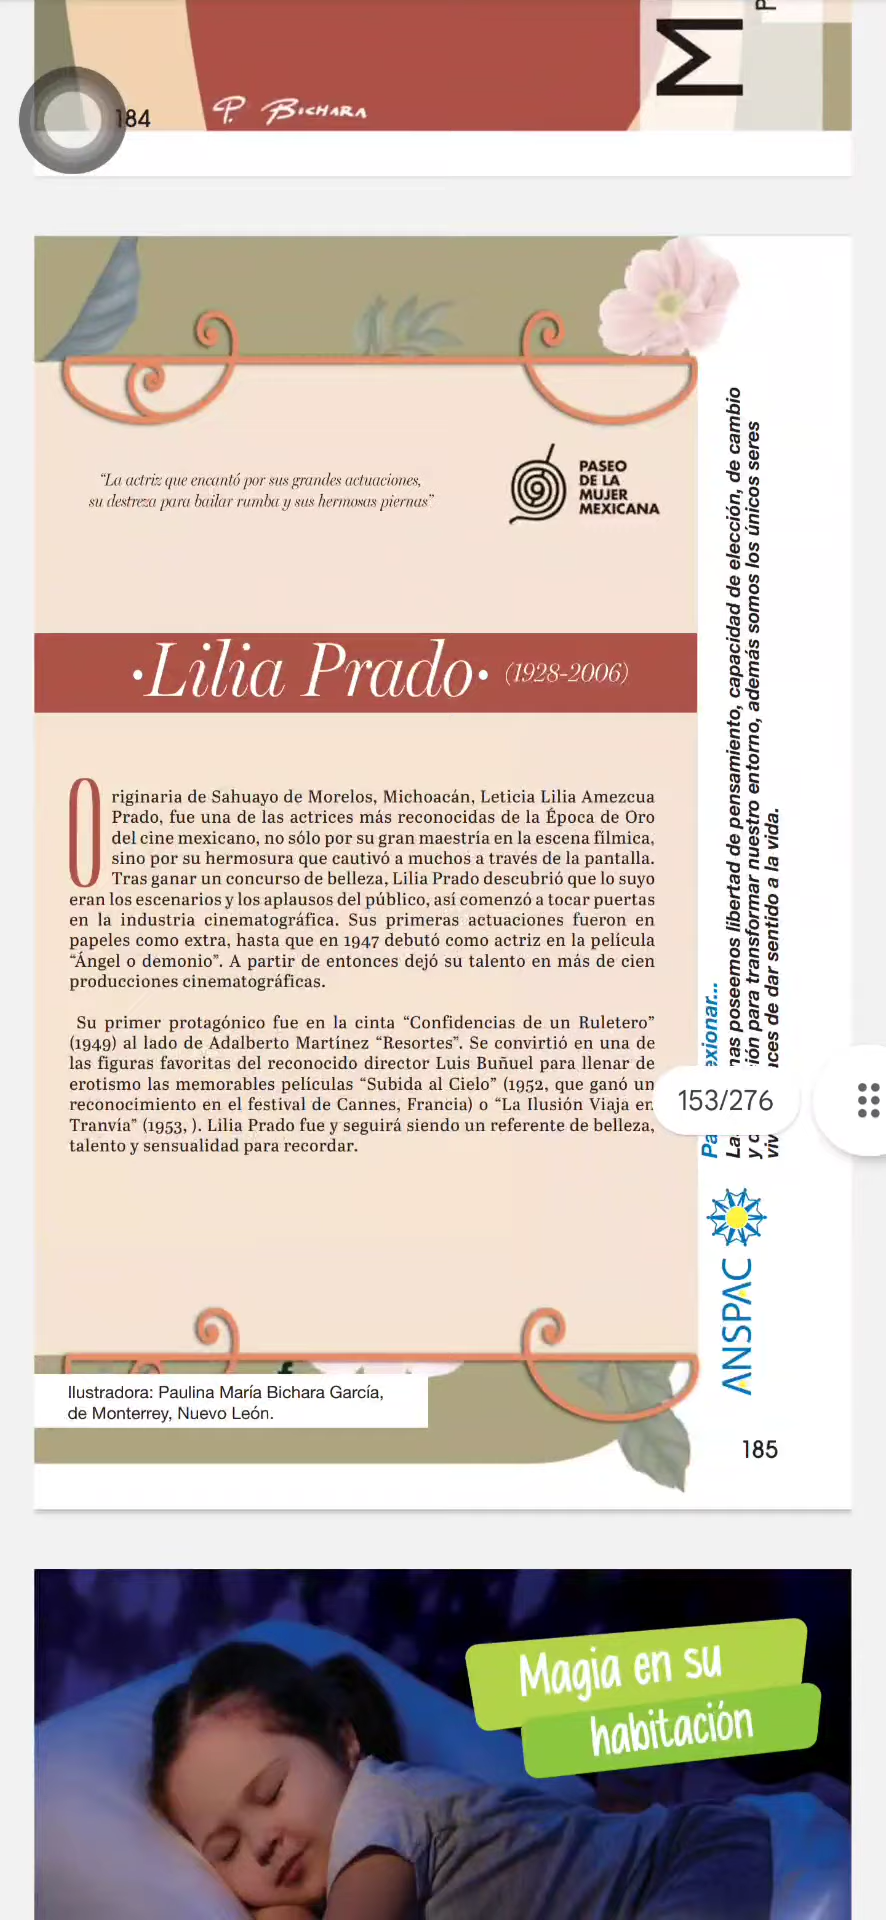 184
P. BICHARA
M
P
“La actriz que encantó por sus grandes actuaciones,
su destreza para bailar rumba y sus hermosas piernas”
PASEO
DE LA
MUJER
MEXICANA
·Lilia Prado· (1928-2006)
Originaria de Sahuayo de Morelos, Michoacán, Leticia Lilia Amezcua
Prado, fue una de las actrices más reconocidas de la Época de Oro
del cine mexicano, no sólo por su gran maestría en la escena fílmica,
sino por su hermosura que cautivó a muchos a través de la pantalla.
Tras ganar un concurso de belleza, Lilia Prado descubrió que lo suyo
eran los escenarios y los aplausos del público, así comenzó a tocar puertas
en la industria cinematográfica. Sus primeras actuaciones fueron en
papeles como extra, hasta que en 1947 debutó como actriz en la película
“Ángel o demonio”. A partir de entonces dejó su talento en más de cien
producciones cinematográficas.
Su primer protagónico fue en la cinta “Confidencias de un Ruletero”
(1949) al lado de Adalberto Martínez “Resortes”. Se convirtió en una de
las figuras favoritas del reconocido director Luis Buñuel para llenar de
erotismo las memorables películas “Subida al Cielo” (1952, que ganó un
reconocimiento en el festival de Cannes, Francia) o “La Ilusión Viaja en
Tranvía” (1953, ). Lilia Prado fue y seguirá siendo un referente de belleza,
talento y sensualidad para recordar.
Ilustradora: Paulina María Bichara García,
de Monterrey, Nuevo León.
Pa exionar...
La nas poseemos libertad de pensamiento, capacidad de elección, de cambio
y c ión para transformar nuestro entorno, además somos los únicos seres
viv ces de dar sentido a la vida.
ANSPAC
153/276
185
Magia en su
habitación